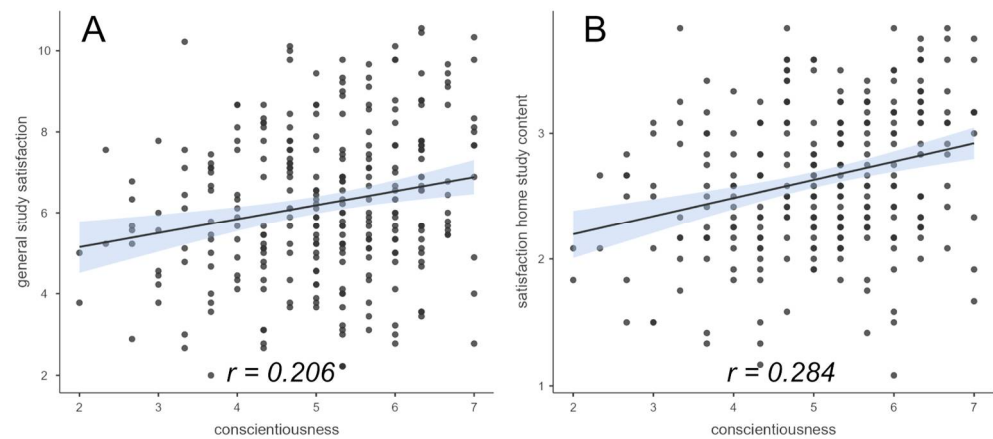 A
general study satisfaction
10
8
6
4
2
r = 0.206
2 3 4 5 6 7
conscientiousness
B
satisfaction home study content
3
2
1
r = 0.284
2 3 4 5 6 7
conscientiousness